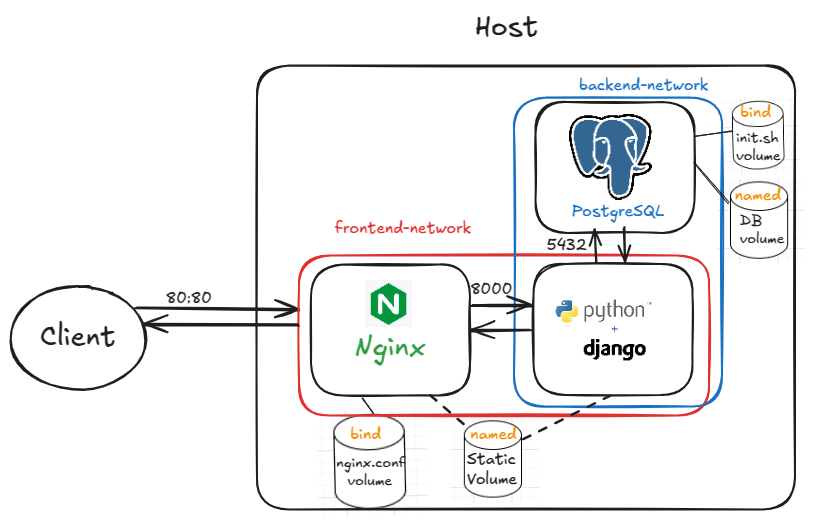 Host
backend-network
bind
init.sh
volume
PostgreSQL
named
DB
volume
frontend-network
5432
80:80
8000
Client
N
Nginx
python™
+
django
bind
nginx.conf
volume
named
Static
Volume